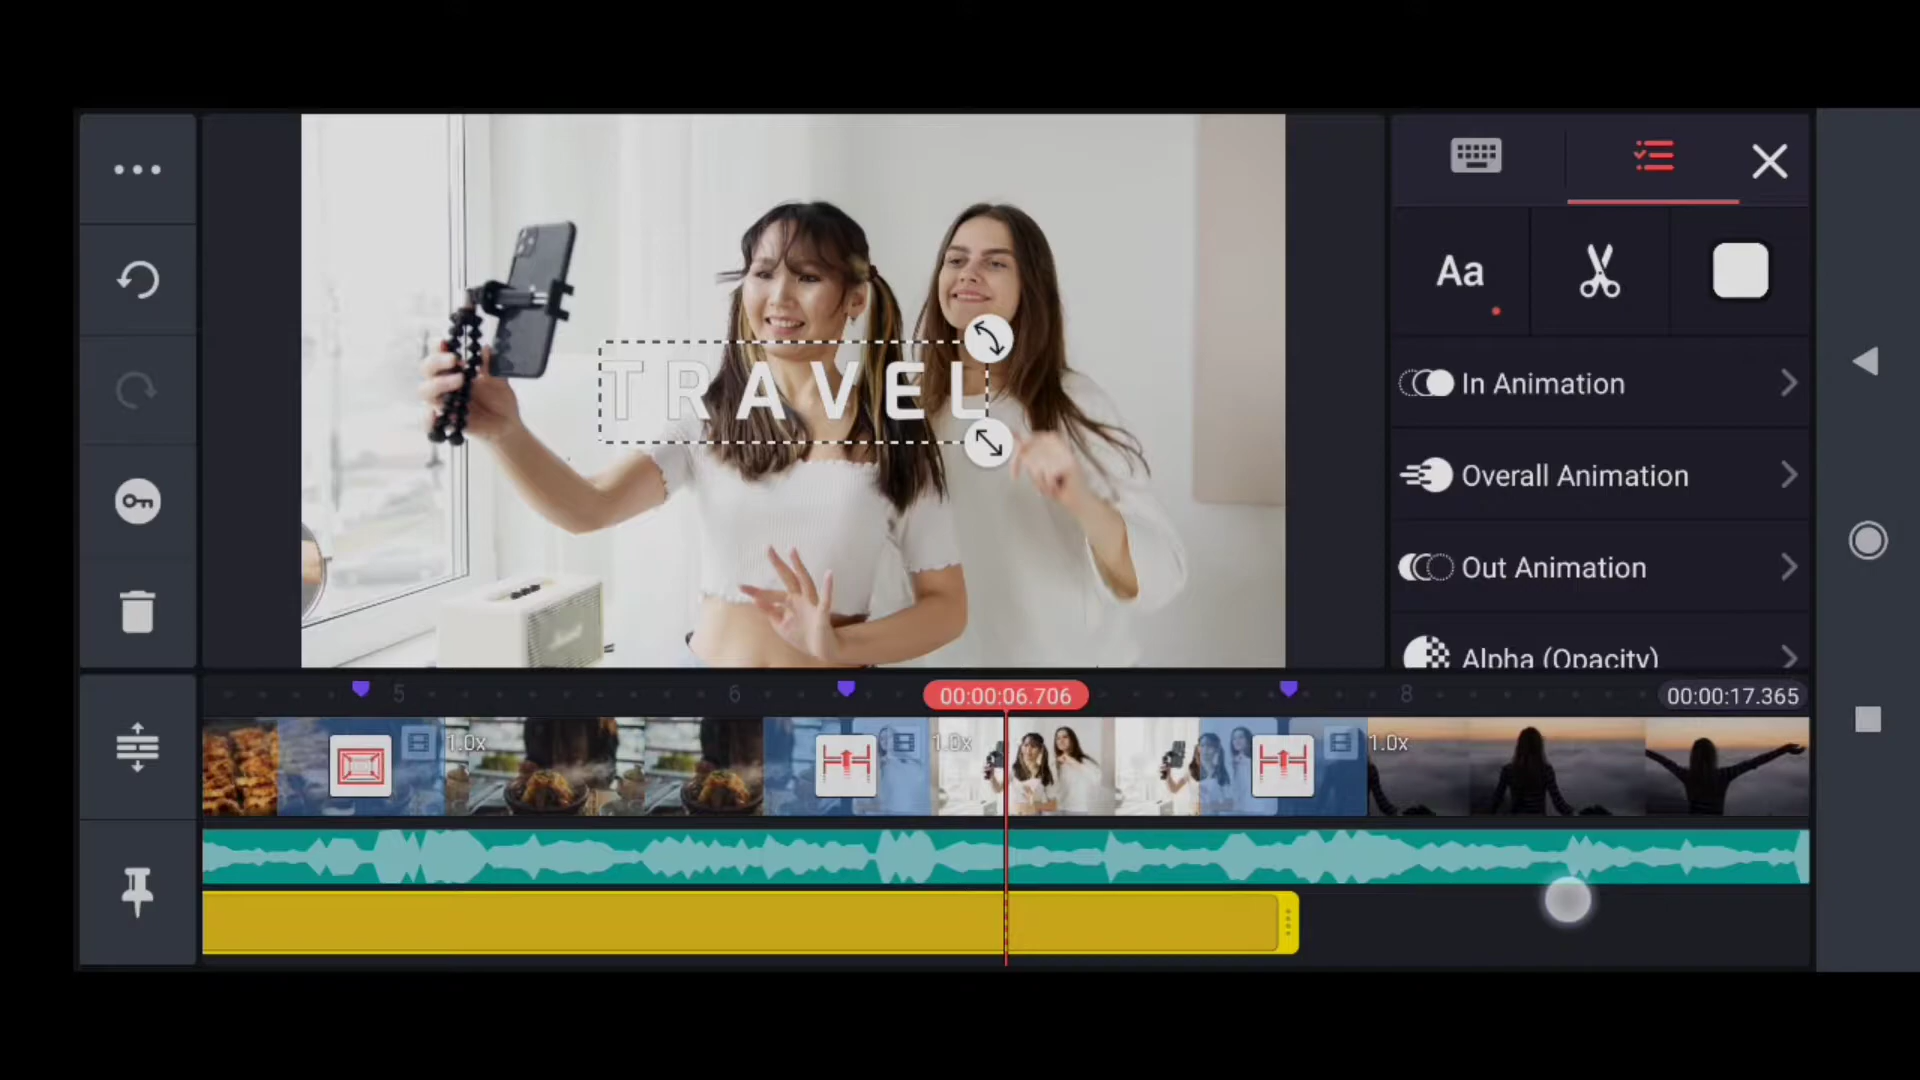 Aa
TRAVEL
In Animation
Overall Animation
Out Animation
Alpha (Opacity)
5
6
00:00:06.706
8
00:00:17.365
1.0x
1.0x
1.0x